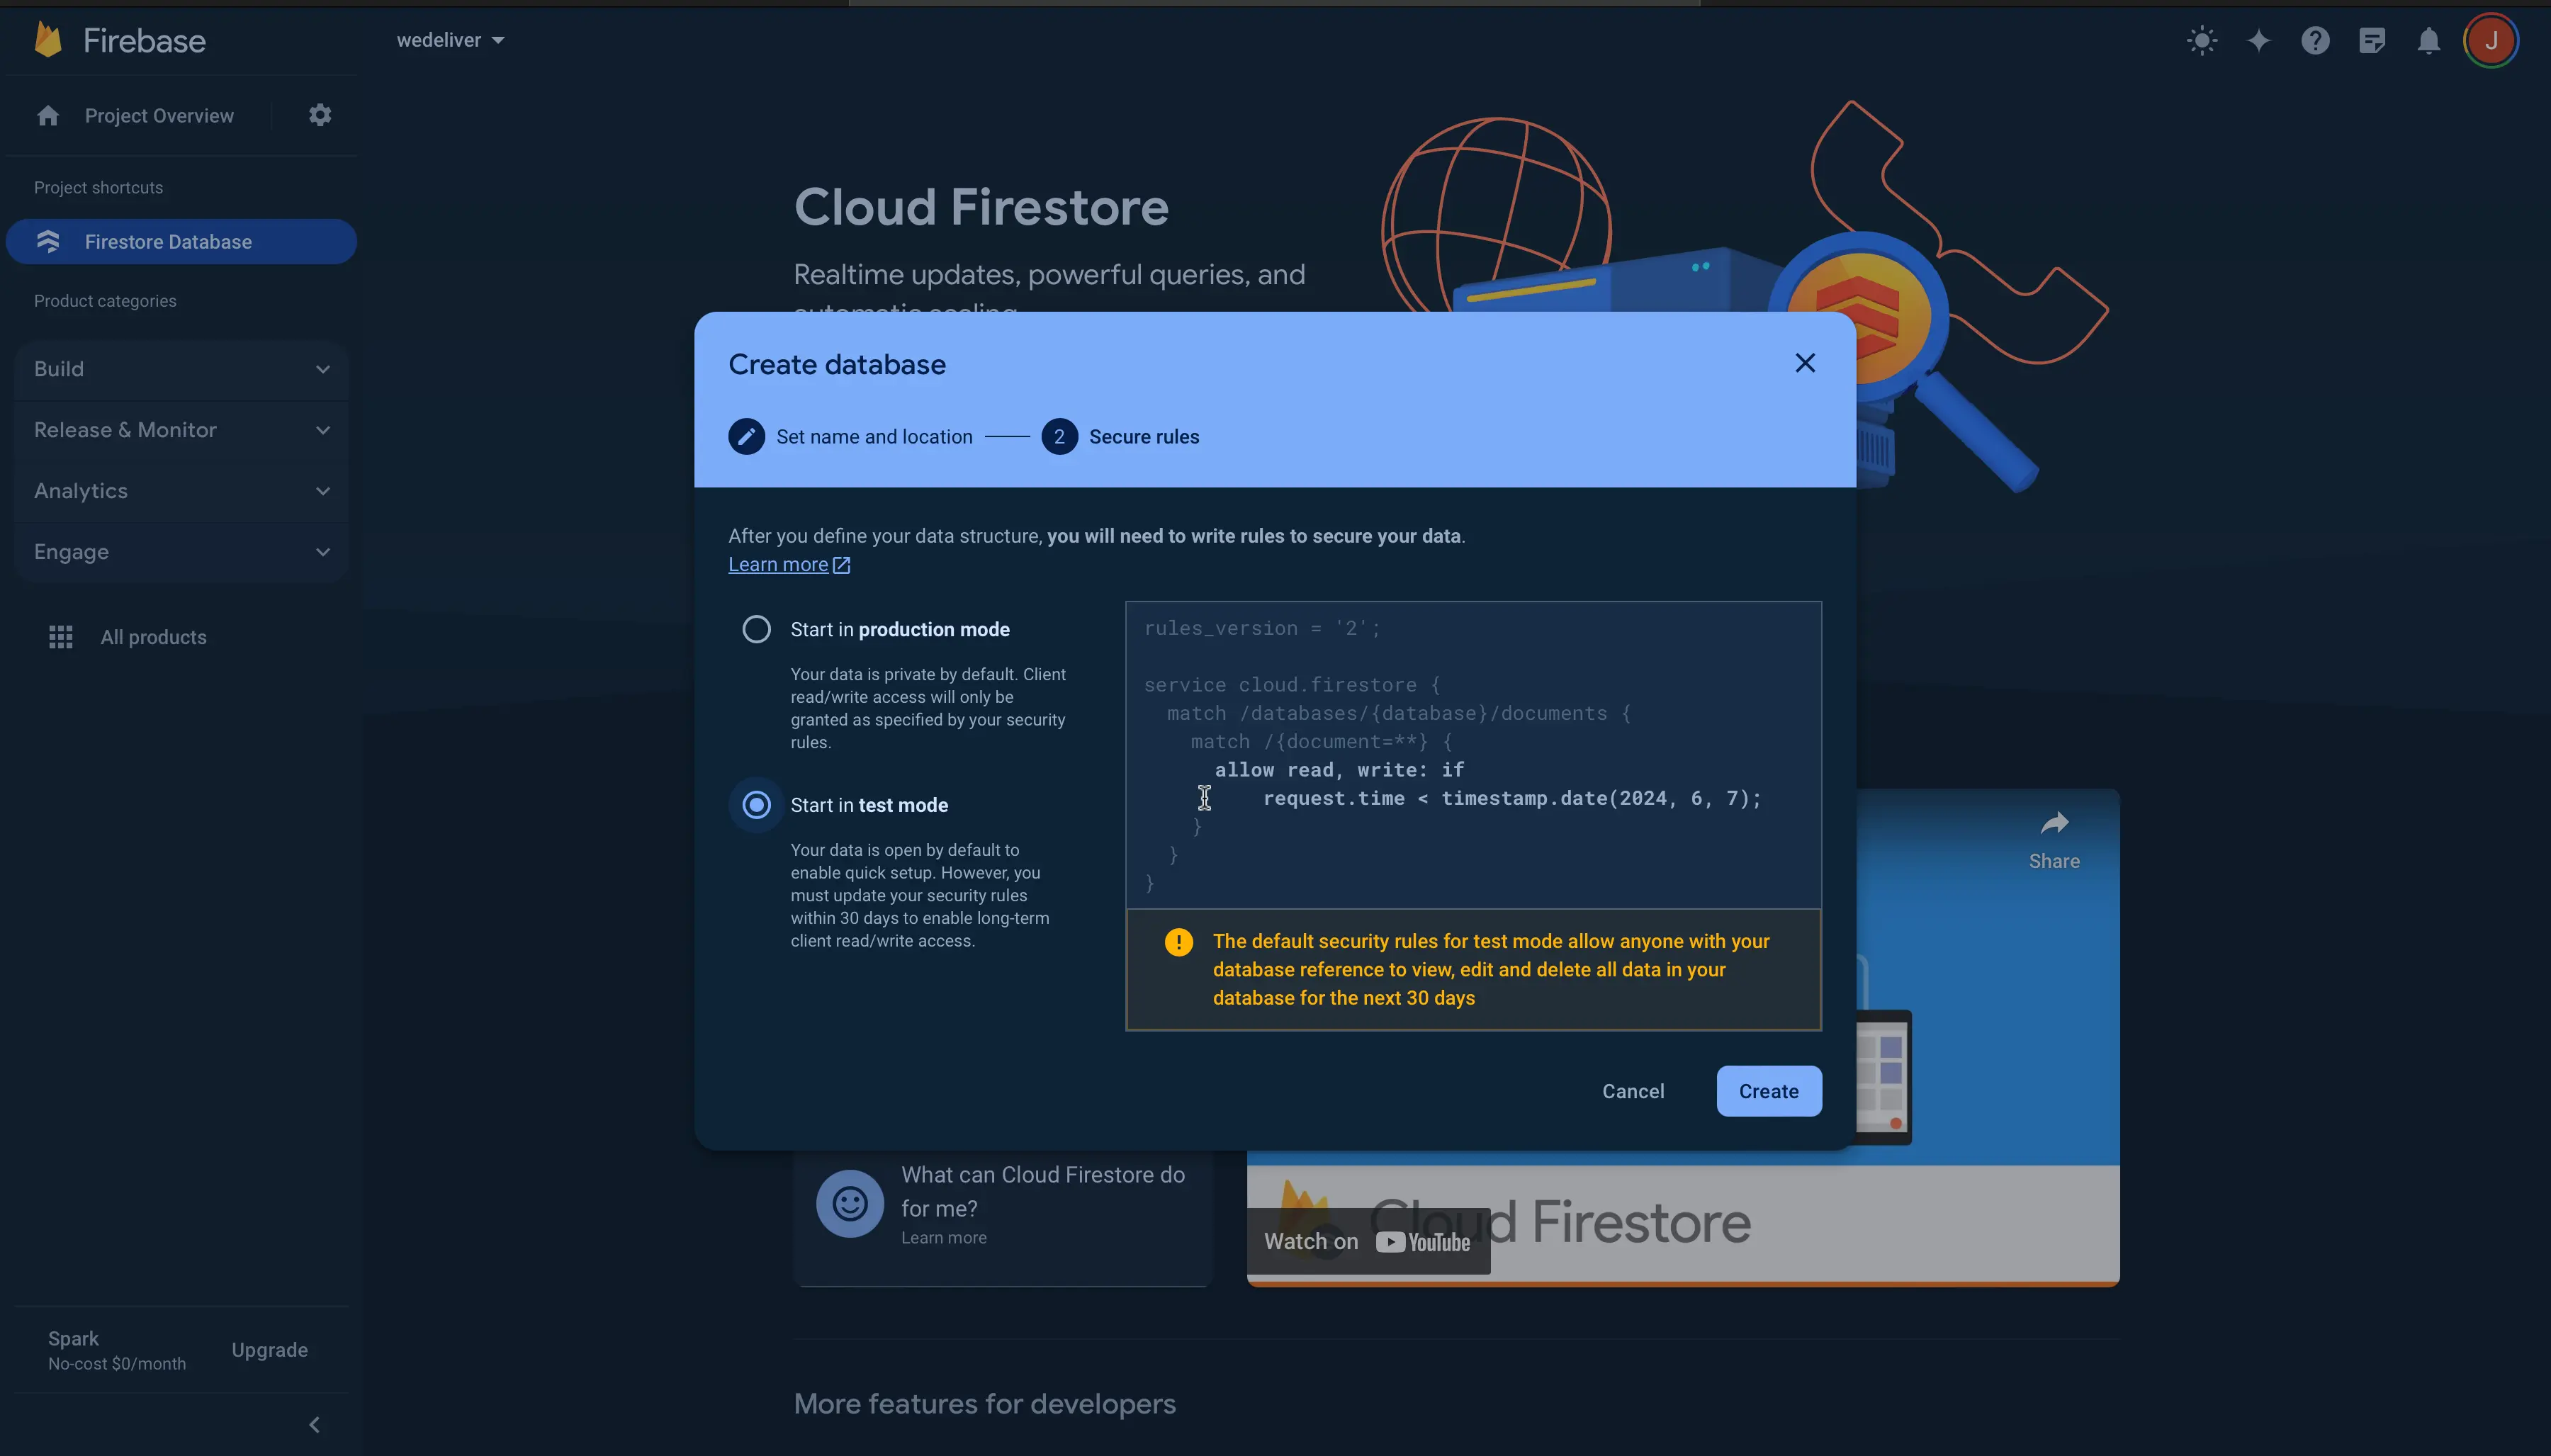 Firebase
wedeliver
J
Project Overview
Project shortcuts
Firestore Database
Product categories
Build
Release & Monitor
Analytics
Engage
All products
Spark
No-cost $0/month
Upgrade
Cloud Firestore
Realtime updates, powerful queries, and
automatic scaling
Create database
Set name and location
2
Secure rules
After you define your data structure, you will need to write rules to secure your data.
Learn more
Start in production mode
Your data is private by default. Client
read/write access will only be
granted as specified by your security
rules.
Start in test mode
Your data is open by default to
enable quick setup. However, you
must update your security rules
within 30 days to enable long-term
client read/write access.
rules_version = '2';
service cloud.firestore {
match /databases/{database}/documents {
match /{document=**} {
allow read, write: if
request.time < timestamp.date(2024, 6, 7);
}
}
}
The default security rules for test mode allow anyone with your
database reference to view, edit and delete all data in your
database for the next 30 days
Cancel
Create
Share
What can Cloud Firestore do
for me?
Learn more
Cloud Firestore
Watch on YouTube
More features for developers